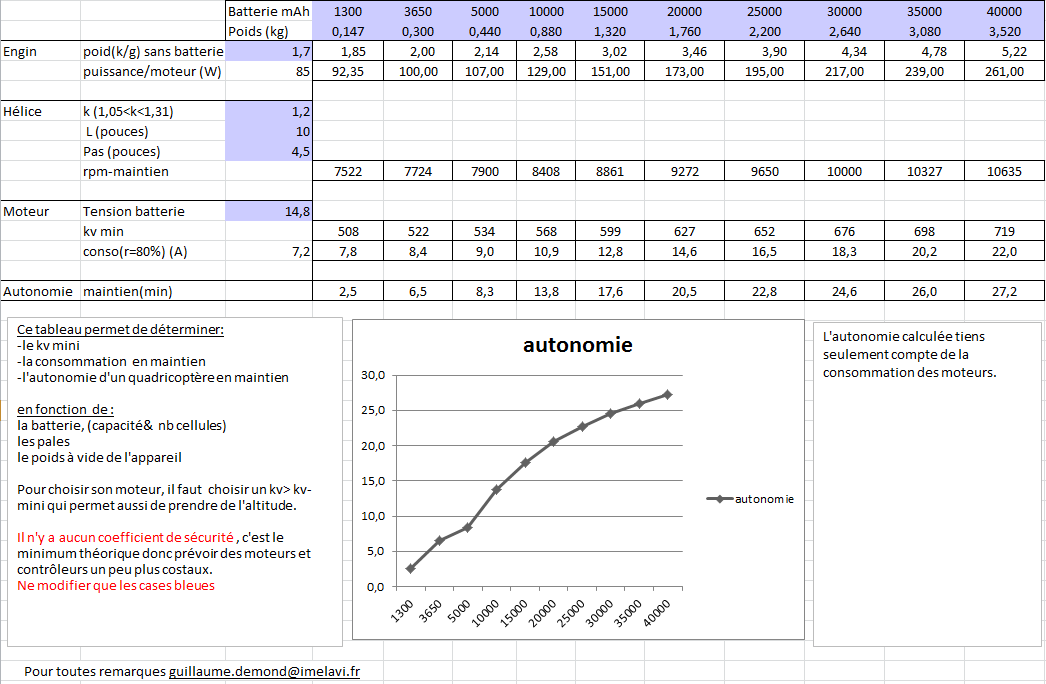 Batterie mAh 1300 3650 5000 10000 15000 20000 25000 30000 35000 40000
Poids (kg) 0,147 0,300 0,440 0,880 1,320 1,760 2,200 2,640 3,080 3,520
Engin poid(k/g) sans batterie 1,7 1,85 2,00 2,14 2,58 3,02 3,46 3,90 4,34 4,78 5,22
puissance/moteur (W) 85 92,35 100,00 107,00 129,00 151,00 173,00 195,00 217,00 239,00 261,00
Hélice k (1,05<k<1,31) 1,2
L (pouces) 10
Pas (pouces) 4,5
rpm-maintien 7522 7724 7900 8408 8861 9272 9650 10000 10327 10635
Moteur Tension batterie 14,8
kv min 508 522 534 568 599 627 652 676 698 719
conso(r=80%) (A) 7,2 7,8 8,4 9,0 10,9 12,8 14,6 16,5 18,3 20,2 22,0
Autonomie maintien(min) 2,5 6,5 8,3 13,8 17,6 20,5 22,8 24,6 26,0 27,2
Ce tableau permet de déterminer:
-le kv mini
-la consommation en maintien
-l'autonomie d'un quadricoptère en maintien
en fonction de :
la batterie, (capacité& nb cellules)
les pales
le poids à vide de l'appareil
Pour choisir son moteur, il faut choisir un kv> kv-
mini qui permet aussi de prendre de l'altitude.
Il n'y a aucun coefficient de sécurité , c'est le
minimum théorique donc prévoir des moteurs et
contrôleurs un peu plus costaux.
Ne modifier que les cases bleues
autonomie
30,0
25,0
20,0
15,0
10,0
5,0
0,0
1300 3650 5000 10000 15000 20000 25000 30000 35000 40000
autonomie
L'autonomie calculée tiens
seulement compte de la
consommation des moteurs.
Pour toutes remarques guillaume.demond@imelavi.fr